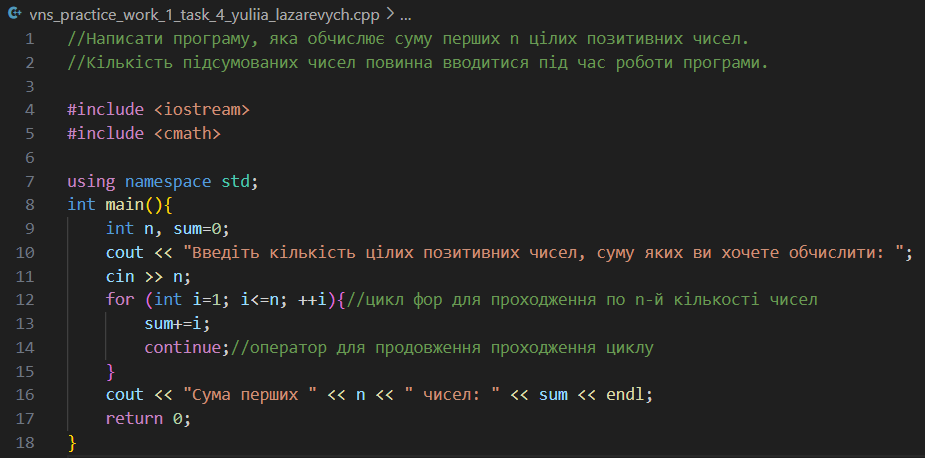 vns_practice_work_1_task_4_yuliia_lazarevych.cpp > ...
1 //Написати програму, яка обчислює суму перших n цілих позитивних чисел.
2 //Кількість підсумованих чисел повинна вводитися під час роботи програми.
3
4 #include <iostream>
5 #include <cmath>
6
7 using namespace std;
8 int main(){
9     int n, sum=0;
10     cout << "Введіть кількість цілих позитивних чисел, суму яких ви хочете обчислити: ";
11     cin >> n;
12     for (int i=1; i<=n; ++i){//цикл фор для проходження по n-й кількості чисел
13         sum+=i;
14         continue;//оператор для продовження проходження циклу
15     }
16     cout << "Сума перших " << n << " чисел: " << sum << endl;
17     return 0;
18 }